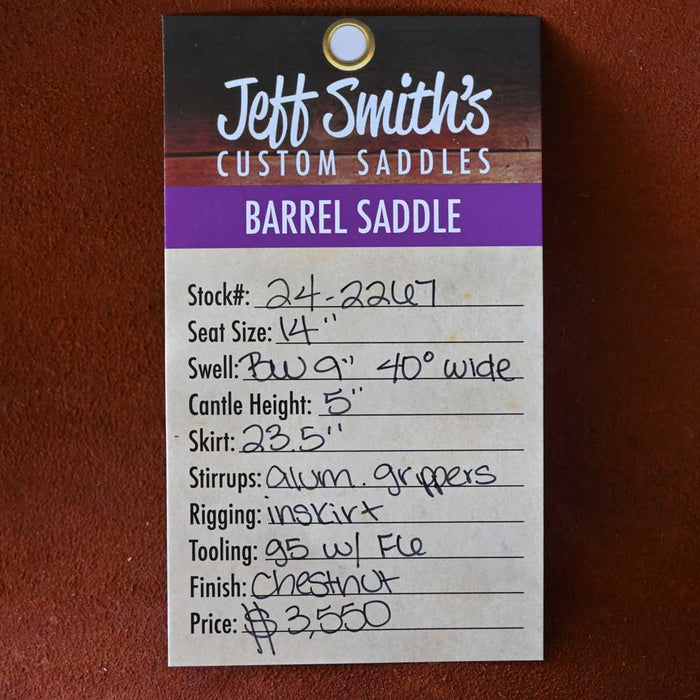 Jeff Smith's
CUSTOM SADDLES
BARREL SADDLE
Stock#: 24-2267
Seat Size: 14"
Swell: BW 9" 40° wide
Cantle Height: 5"
Skirt: 23.5"
Stirrups: alum. grippers
Rigging: inskirt
Tooling: 95 w/ Fle
Finish: Chestnut
Price: $3,550